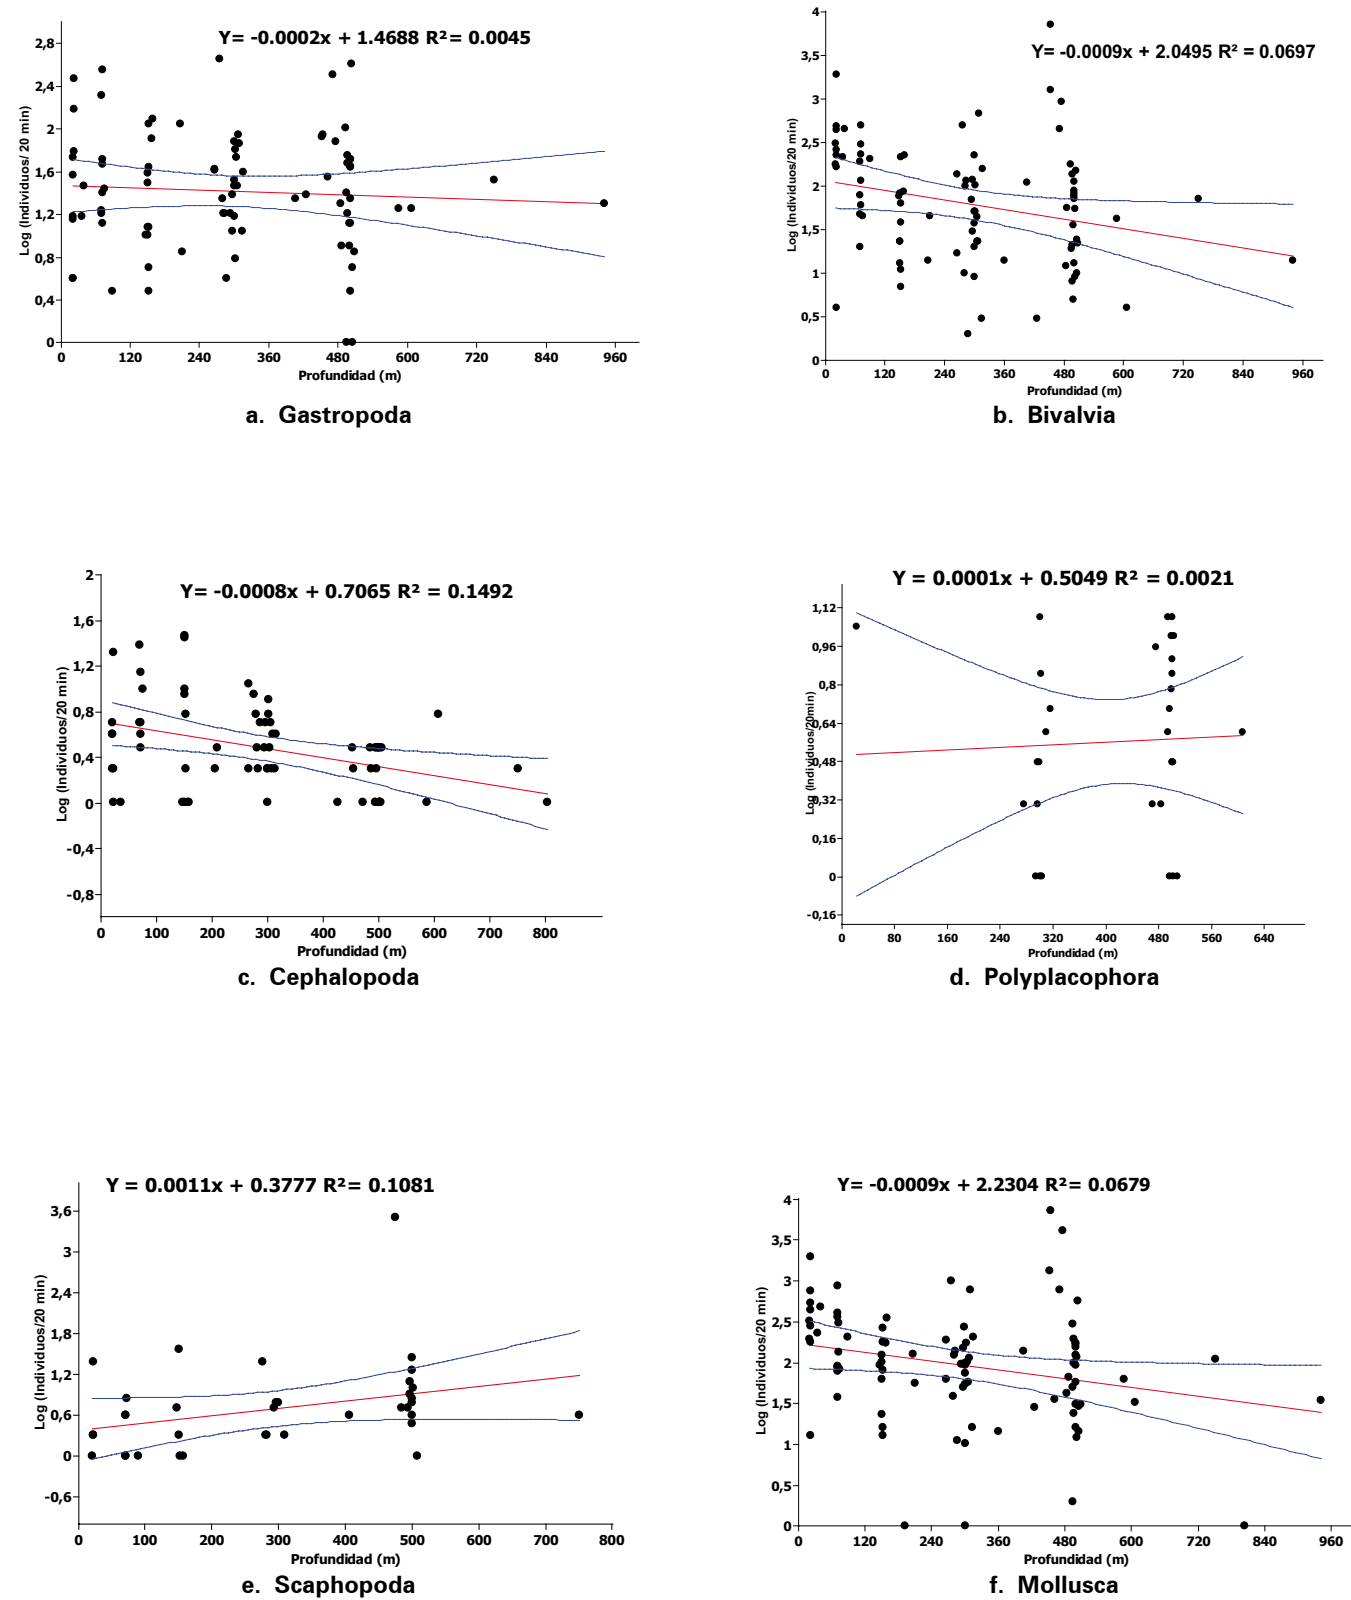 Y= -0.0002x + 1.4688 R²= 0.0045
2,8
2,4
2
1,6
1,2
0,8
0,4
0
Log (Individuos/ 20 min)
0 120 240 360 480 600 720 840 960
Profundidad (m)
a. Gastropoda
Y= -0.0009x + 2.0495 R² = 0.0697
4
3,5
3
2,5
2
1,5
1
0,5
0
Log (Individuos/20 min)
0 120 240 360 480 600 720 840 960
Profundidad (m)
b. Bivalvia
Y= -0.0008x + 0.7065 R² = 0.1492
2
1,6
1,2
0,8
0,4
0
-0,4
-0,8
Log (Individuos/20 min)
0 100 200 300 400 500 600 700 800
Profundidad (m)
c. Cephalopoda
Y = 0.0001x + 0.5049 R² = 0.0021
1,12
0,96
0,8
0,64
0,48
0,32
0,16
0
-0,16
Log (Individuos/20min)
0 80 160 240 320 400 480 560 640
Profundidad (m)
d. Polyplacophora
Y = 0.0011x + 0.3777 R²= 0.1081
3,6
3
2,4
1,8
1,2
0,6
0
-0,6
Log (Individuos/20 min)
0 100 200 300 400 500 600 700 800
Profundidad (m)
e. Scaphopoda
Y= -0.0009x + 2.2304 R²= 0.0679
4
3,5
3
2,5
2
1,5
1
0,5
0
Log (Individuos/20 min)
0 120 240 360 480 600 720 840 960
Profundidad (m)
f. Mollusca